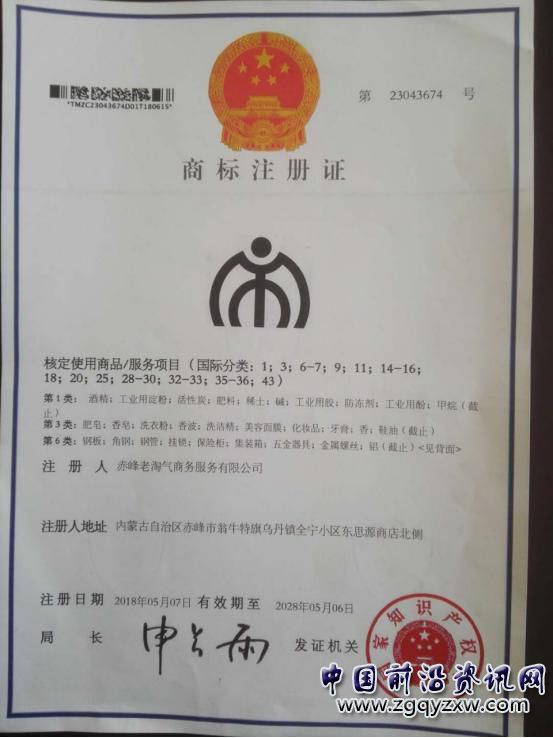 *TMZC23043674D01T180615*
第 23043674 号
商标注册证
核定使用商品/服务项目（国际分类：1；3；6-7；9；11；14-16；
18；20；25；28-30；32-33；35-36；43）
第1类：酒精；工业用淀粉；活性炭；肥料；稀土；碱；工业用胶；防冻剂；工业用酚；甲烷（截
止）
第3类：肥皂；香皂；洗衣粉；香波；洗洁精；美容面膜；化妆品；牙膏；香；鞋油（截止）
第6类：钢板；角钢；钢管；挂锁；保险柜；集装箱；五金器具；金属螺丝；铝（截止）<见背面>
注 册 人 赤峰老淘气商务服务有限公司
注册人地址 内蒙古自治区赤峰市翁牛特旗乌丹镇全宁小区东思源商店北侧
注册日期 2018年05月07日 有效期至 2028年05月06日
局 长 申长雨 发证机关
家知识产权
中国前沿资讯网
www.zgqyzxw.com